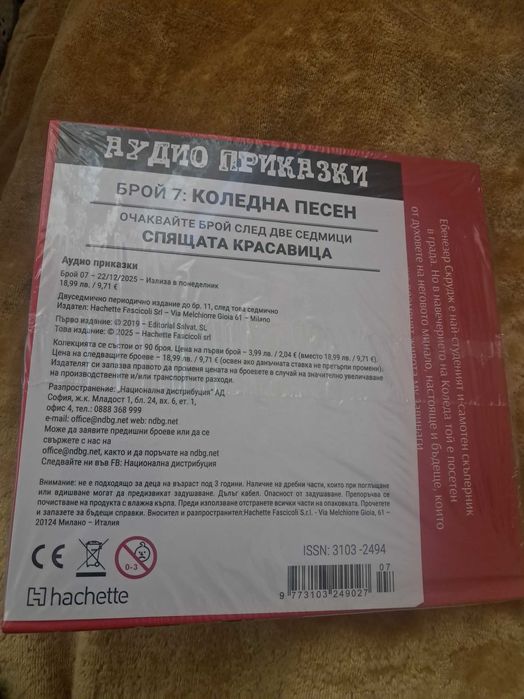 АУДИО ПРИКАЗКИ
БРОЙ 7: КОЛЕДНА ПЕСЕН
ОЧАКВАЙТЕ БРОЙ СЛЕД ДВЕ СЕДМИЦИ
СПЯЩАТА КРАСАВИЦА
Аудио приказки
Брой 07 – 22/12/2025 – Излиза в понеделник
18,99 лв. / 9,71 €
Двуседмично периодично издание до бр. 11, след това седмично
Издател: Hachette Fascicoli Srl – Via Melchiorre Gioia 61 – Milano
Първо издание: © 2019 – Editorial Salvat, SL
Това издание: © 2025 – Hachette Fascicoli Srl
Колекцията се състои от 90 броя. Цена на първи брой – 3,99 лв. / 2,04 € (вместо 18,99 лв. / 9,71 €).
Цена на следващите броеве – 18,99 лв. / 9,71 € (освен ако данъчната ставка не претърпи промени).
Издателят си запазва правото да променя цената на броевете в случай на значително увеличаване
на производствените и/или транспортните разходи.
Разпространение: „Национална дистрибуция" АД
София, ж.к. Младост 1, бл. 24, вх. 6, ет. 1,
офис 4, тел.: 0888 368 999
e-mail: office@ndbg.net web: ndbg.net
Може да заявите предишни броеве или да се
свържете с нас на
office@ndbg.net, както и да поръчате на ndbg.net
Следвайте ни във FB: Национална дистрибуция
Внимание: не е подходящо за деца на възраст под 3 години. Наличие на дребни части, които при поглъщане
или вдишване могат да предизвикат задушаване. Дълъг кабел. Опасност от задушаване. Препоръчва се
почистване на продукта с влажна кърпа. Преди използване отстранете всички части на опаковката. Прочетете
и запазете за бъдещи справки. Вносител и разпространител:Hachette Fascicoli S.r.l. - Via Melchiorre Gioia, 61 –
20124 Милано – Италия
CE
0-3
hachette
ISSN: 3103 -2494
07
9 773103 249027
Ебенезер Скрудж е най-студеният и самотен скъперник
в града. Но в навечерието на Коледа той е посетен
от духовете на неговото минало, настояще и бъдеще, които